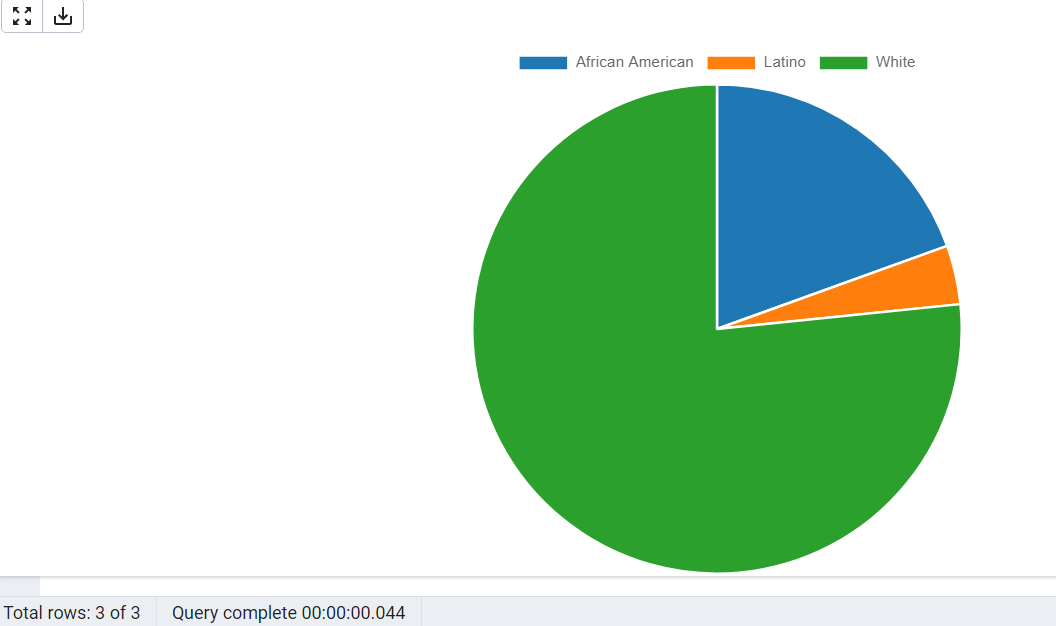 African American Latino White
Total rows: 3 of 3 Query complete 00:00:00.044